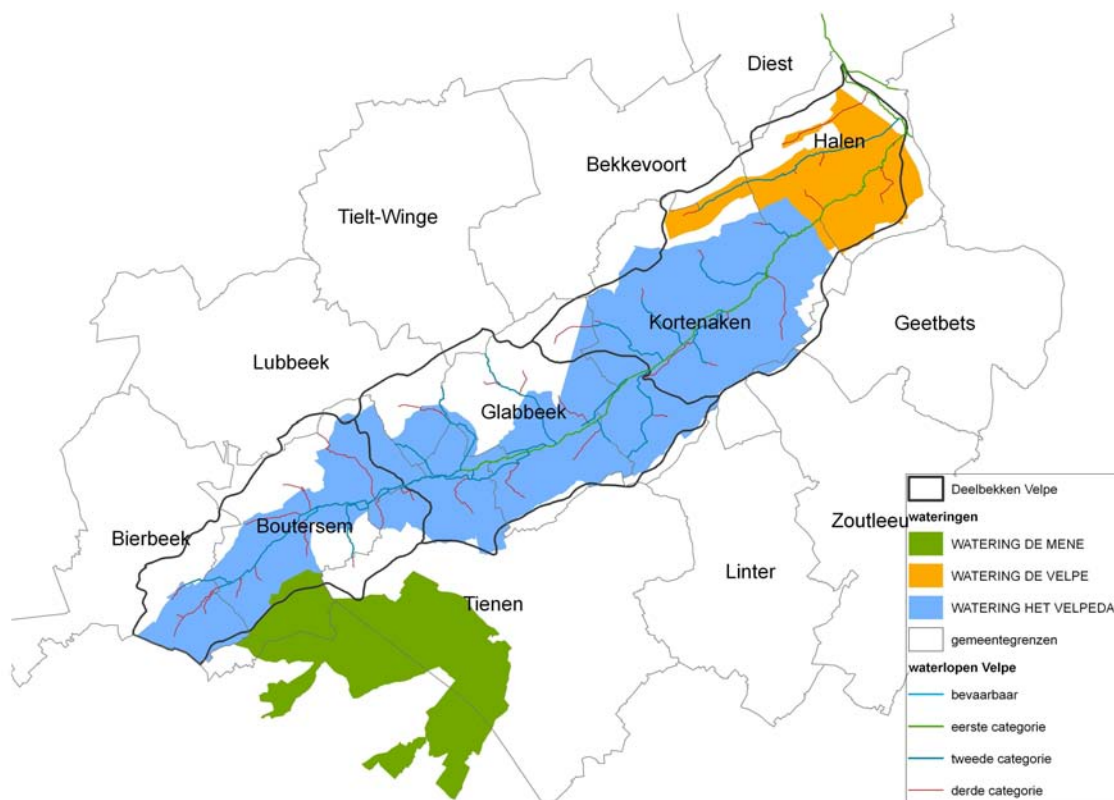 Diest
Halen
Bekkevoort
Tielt-Winge
Kortenaken
Geetbets
Lubbeek
Glabbeek
Boutersem
Bierbeek
Zoutleeu
Linter
Tienen
Deelbekken Velpe
wateringen
WATERING DE MENE
WATERING DE VELPE
WATERING HET VELPEDA
gemeentegrenzen
waterlopen Velpe
bevaarbaar
eerste categorie
tweede categorie
derde categorie